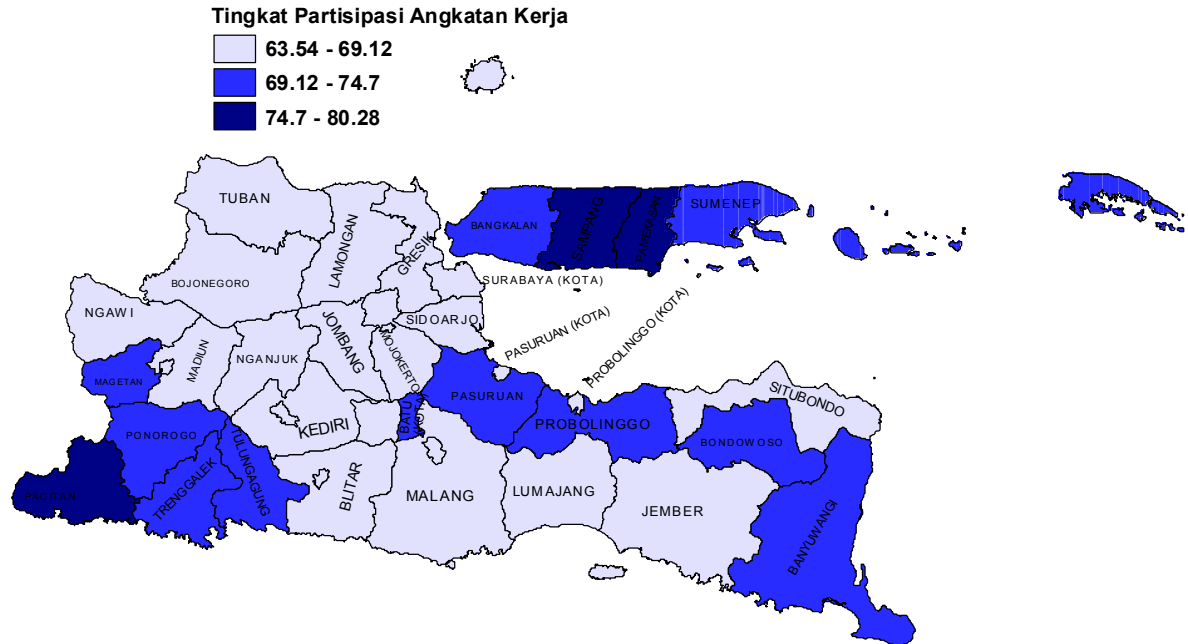 Tingkat Partisipasi Angkatan Kerja
63.54 - 69.12
69.12 - 74.7
74.7 - 80.28
TUBAN
LAMONGAN
GRESIK
BANGKALAN
SAMPANG
PAMEKASAN
SUMENEP
BOJONEGORO
SURABAYA (KOTA)
NGAWI
SIDOARJO
JOMBANG
MOJOKERTO
PASURUAN (KOTA)
PROBOLINGGO (KOTA)
MADIUN
NGANJUK
MAGETAN
PASURUAN
SITUBONDO
BATU
(KOTA)
KEDIRI
PROBOLINGGO
PONOROGO
TULUNGAGUNG
BONDOWOSO
TRENGGALEK
PACITAN
BLITAR
MALANG
LUMAJANG
JEMBER
BANYUWANGI